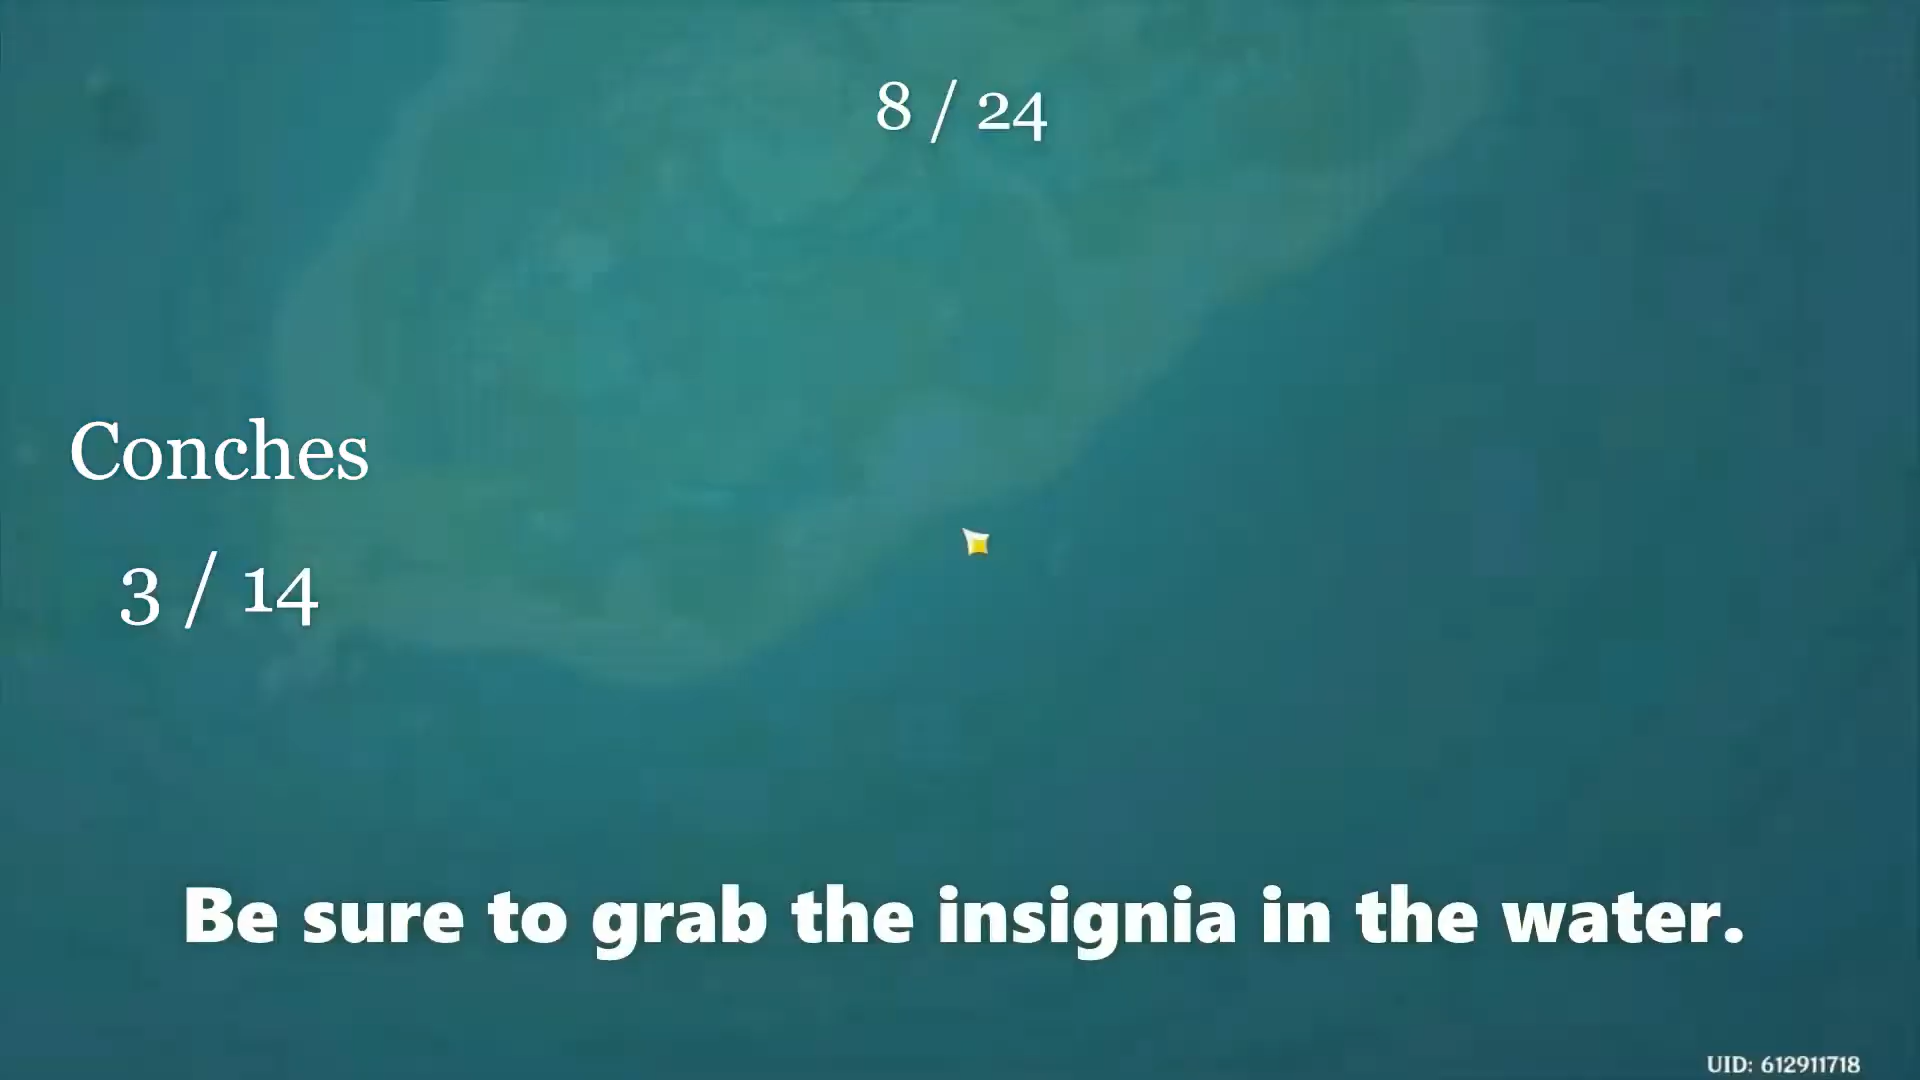 8 / 24
Conches
3 / 14
Be sure to grab the insignia in the water.
UID: 612911718